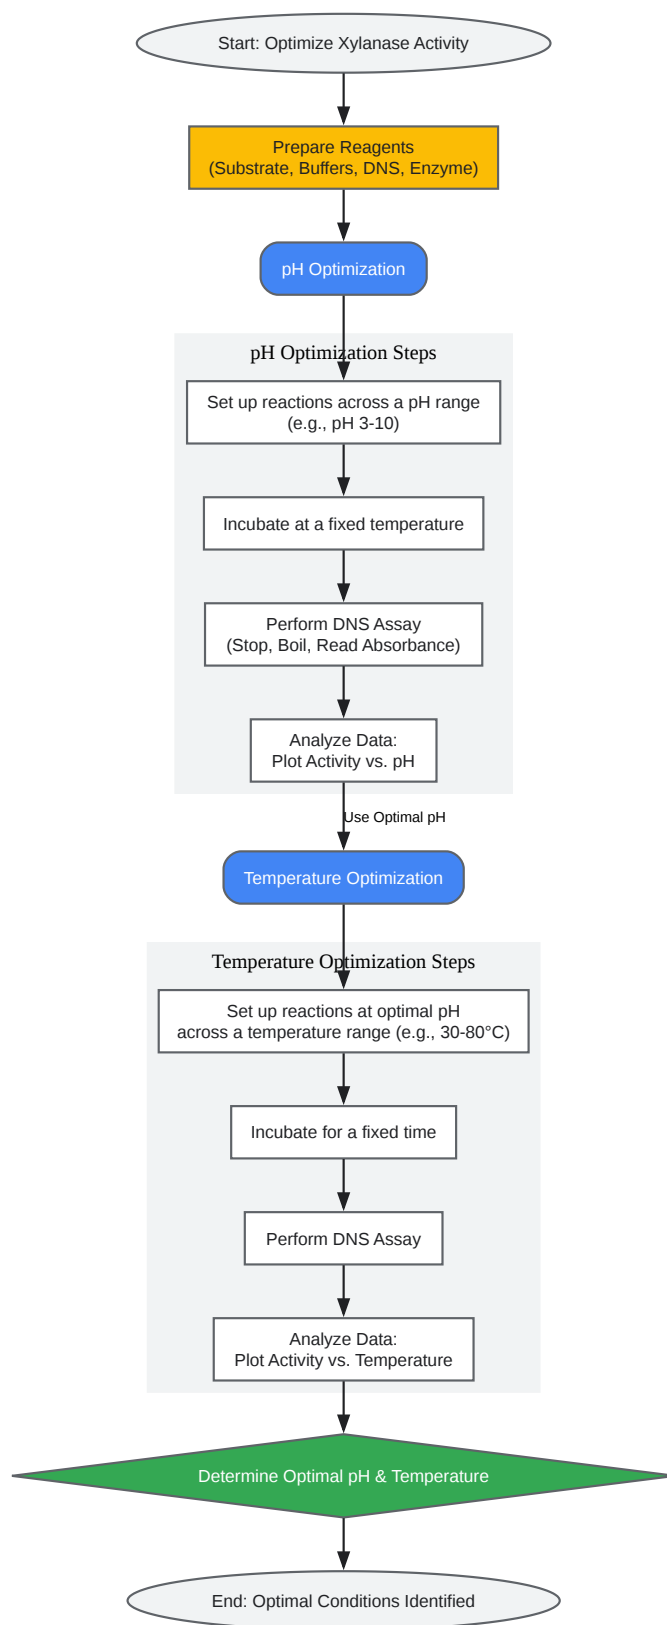 Start: Optimize Xylanase Activity
Prepare Reagents
(Substrate, Buffers, DNS, Enzyme)
pH Optimization
pH Optimization Steps
Set up reactions across a pH range
(e.g., pH 3-10)
Incubate at a fixed temperature
Perform DNS Assay
(Stop, Boil, Read Absorbance)
Analyze Data:
Plot Activity vs. pH
Use Optimal pH
Temperature Optimization
Temperature Optimization Steps
Set up reactions at optimal pH
across a temperature range (e.g., 30-80°C)
Incubate for a fixed time
Perform DNS Assay
Analyze Data:
Plot Activity vs. Temperature
Determine Optimal pH & Temperature
End: Optimal Conditions Identified